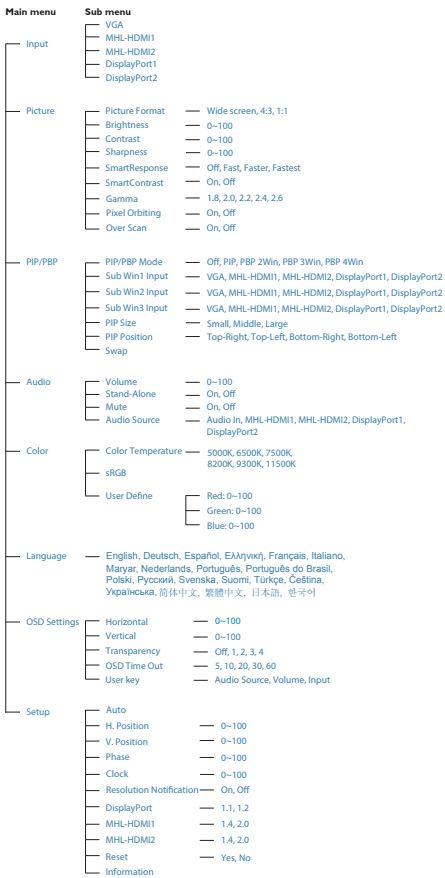 Main menu Sub menu
VGA
Input MHL-HDMI1
MHL-HDMI2
DisplayPort1
DisplayPort2
Picture Picture Format Wide screen, 4:3, 1:1
Brightness 0~100
Contrast 0~100
Sharpness 0~100
SmartResponse Off, Fast, Faster, Fastest
SmartContrast On, Off
Gamma 1.8, 2.0, 2.2, 2.4, 2.6
Pixel Orbiting On, Off
Over Scan On, Off
PIP/PBP PIP/PBP Mode Off, PIP, PBP 2Win, PBP 3Win, PBP 4Win
Sub Win1 Input VGA, MHL-HDMI1, MHL-HDMI2, DisplayPort1, DisplayPort2
Sub Win2 Input VGA, MHL-HDMI1, MHL-HDMI2, DisplayPort1, DisplayPort2
Sub Win3 Input VGA, MHL-HDMI1, MHL-HDMI2, DisplayPort1, DisplayPort2
PIP Size Small, Middle, Large
PIP Position Top-Right, Top-Left, Bottom-Right, Bottom-Left
Swap
Audio Volume 0~100
Stand-Alone On, Off
Mute On, Off
Audio Source Audio In, MHL-HDMI1, MHL-HDMI2, DisplayPort1,
DisplayPort2
Color Color Temperature 5000K, 6500K, 7500K,
8200K, 9300K, 11500K
sRGB
User Define Red: 0~100
Green: 0~100
Blue: 0~100
Language English, Deutsch, Español, Ελληνική, Français, Italiano,
Maryar, Nederlands, Português, Português do Brasil,
Polski, Русский, Svenska, Suomi, Türkçe, Čeština,
Українська, 简体中文, 繁體中文, 日本語, 한국어
OSD Settings Horizontal 0~100
Vertical 0~100
Transparency Off, 1, 2, 3, 4
OSD Time Out 5, 10, 20, 30, 60
User key Audio Source, Volume, Input
Setup Auto
H. Position 0~100
V. Position 0~100
Phase 0~100
Clock 0~100
Resolution Notification On, Off
DisplayPort 1.1, 1.2
MHL-HDMI1 1.4, 2.0
MHL-HDMI2 1.4, 2.0
Reset Yes, No
Information